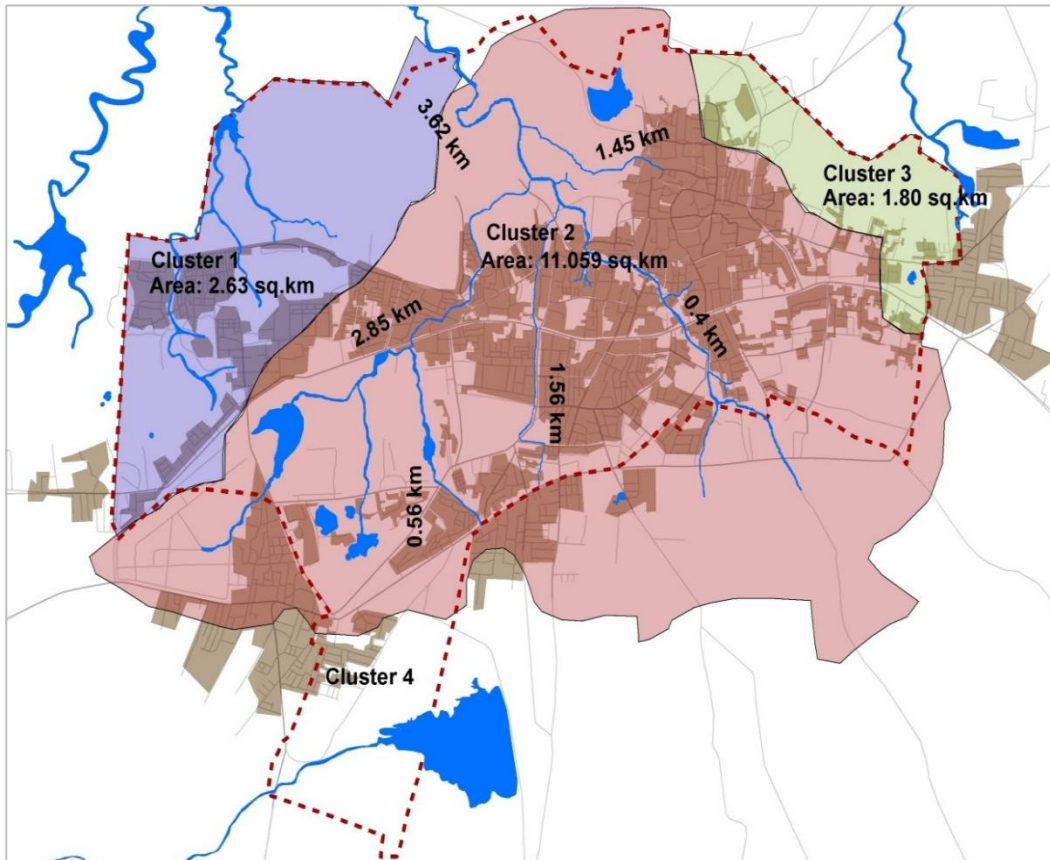 3.62 km
1.45 km
Cluster 3
Area: 1.80 sq.km
Cluster 2
Area: 11.059 sq.km
Cluster 1
Area: 2.63 sq.km
2.85 km
0.4 km
1.56 km
0.56 km
Cluster 4